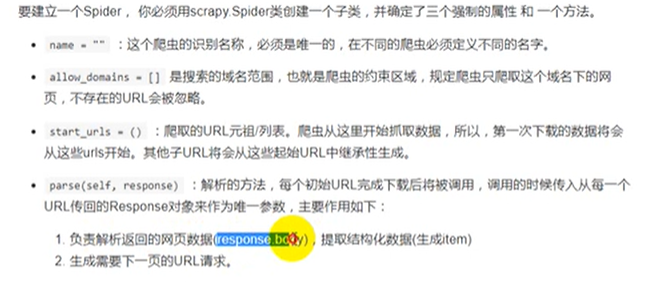 要建立一个Spider， 你必须用scrapy.Spider类创建一个子类，并确定了三个强制的属性 和 一个方法。
name = "" ：这个爬虫的识别名称，必须是唯一的，在不同的爬虫必须定义不同的名字。
allow_domains = [] 是搜索的域名范围，也就是爬虫的约束区域，规定爬虫只爬取这个域名下的网
页，不存在的URL会被忽略。
start_urls = () ：爬取的URL元祖/列表。爬虫从这里开始抓取数据，所以，第一次下载的数据将会
从这些urls开始。其他子URL将会从这些起始URL中继承性生成。
parse(self, response) ：解析的方法，每个初始URL完成下载后将被调用，调用的时候传入从每一个
URL传回的Response对象来作为唯一参数，主要作用如下：
1. 负责解析返回的网页数据(response.body)，提取结构化数据(生成item)
2. 生成需要下一页的URL请求。